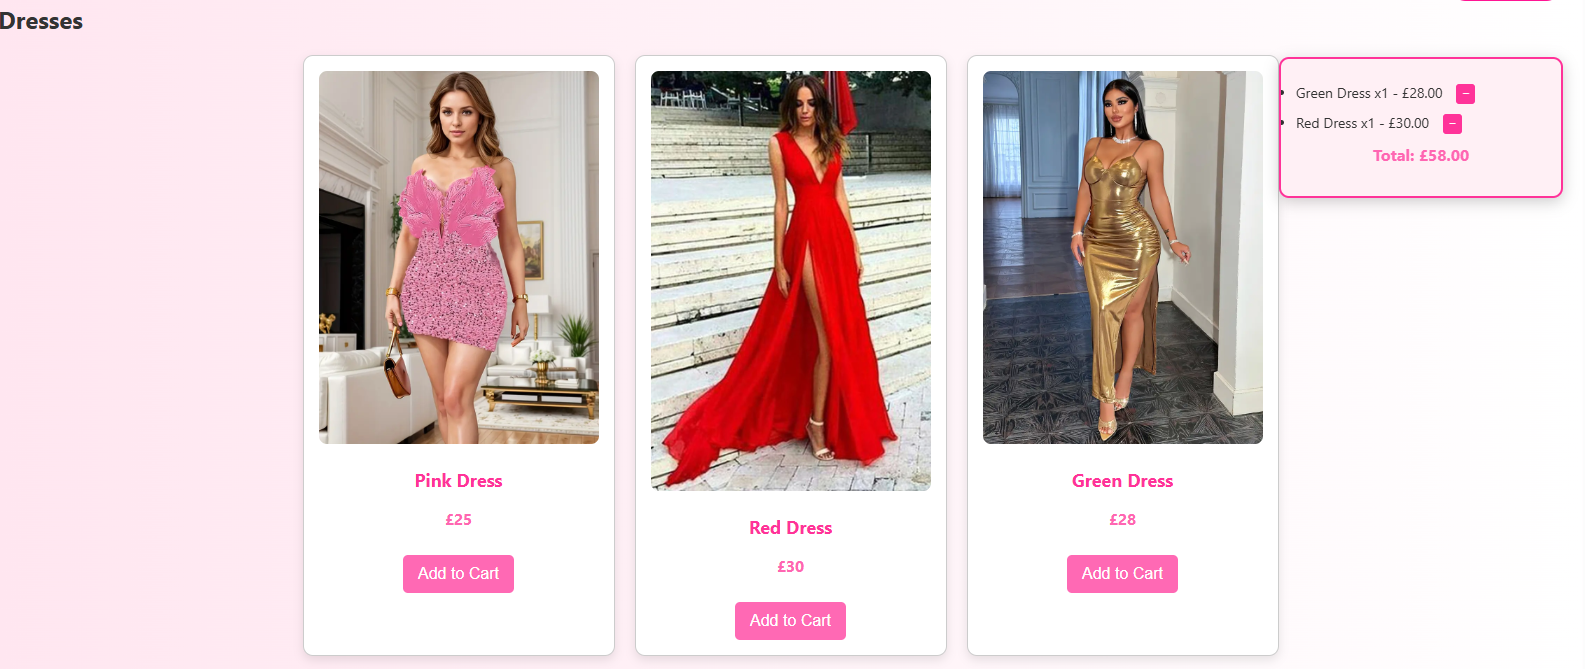 Dresses
Pink Dress
£25
Add to Cart
Red Dress
£30
Add to Cart
Green Dress
£28
Add to Cart
Green Dress x1 - £28.00 −
Red Dress x1 - £30.00 −
Total: £58.00